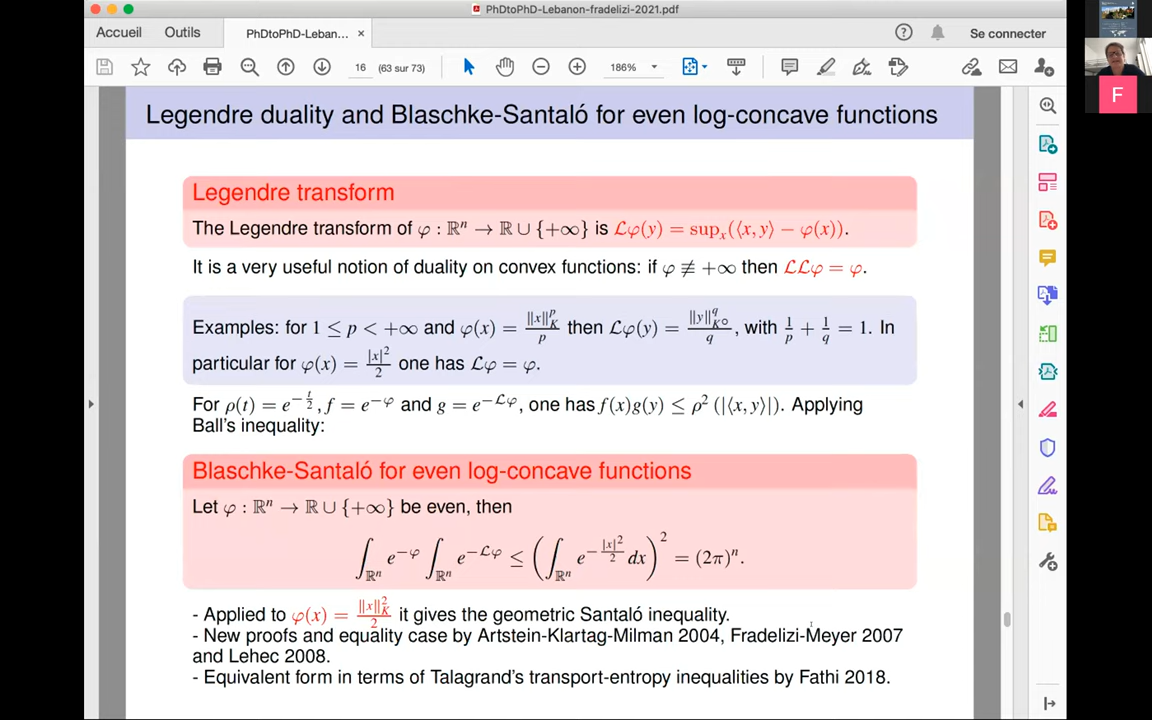 PhDtoPhD-Lebanon-fradelizi-2021.pdf
Accueil Outils PhDtoPhD-Leban... × Se connecter
16 (63 sur 73) 186%
Legendre duality and Blaschke-Santaló for even log-concave functions
Legendre transform
The Legendre transform of φ : ℝⁿ → ℝ ∪ {+∞} is ℒφ(y) = supₓ(⟨x, y⟩ − φ(x)).
It is a very useful notion of duality on convex functions: if φ ≢ +∞ then ℒℒφ = φ.
Examples: for 1 ≤ p < +∞ and φ(x) = ‖x‖_K^p / p then ℒφ(y) = ‖y‖_{K°}^q / q, with 1/p + 1/q = 1. In
particular for φ(x) = |x|²/2 one has ℒφ = φ.
For ρ(t) = e^{−t/2}, f = e^{−φ} and g = e^{−ℒφ}, one has f(x)g(y) ≤ ρ² (|⟨x, y⟩|). Applying
Ball's inequality:
Blaschke-Santaló for even log-concave functions
Let φ : ℝⁿ → ℝ ∪ {+∞} be even, then
∫_{ℝⁿ} e^{−φ} ∫_{ℝⁿ} e^{−ℒφ} ≤ (∫_{ℝⁿ} e^{−|x|²/2} dx)² = (2π)ⁿ.
- Applied to φ(x) = ‖x‖_K^2 / 2 it gives the geometric Santaló inequality.
- New proofs and equality case by Artstein-Klartag-Milman 2004, Fradelizi-Meyer 2007
and Lehec 2008.
- Equivalent form in terms of Talagrand's transport-entropy inequalities by Fathi 2018.
F